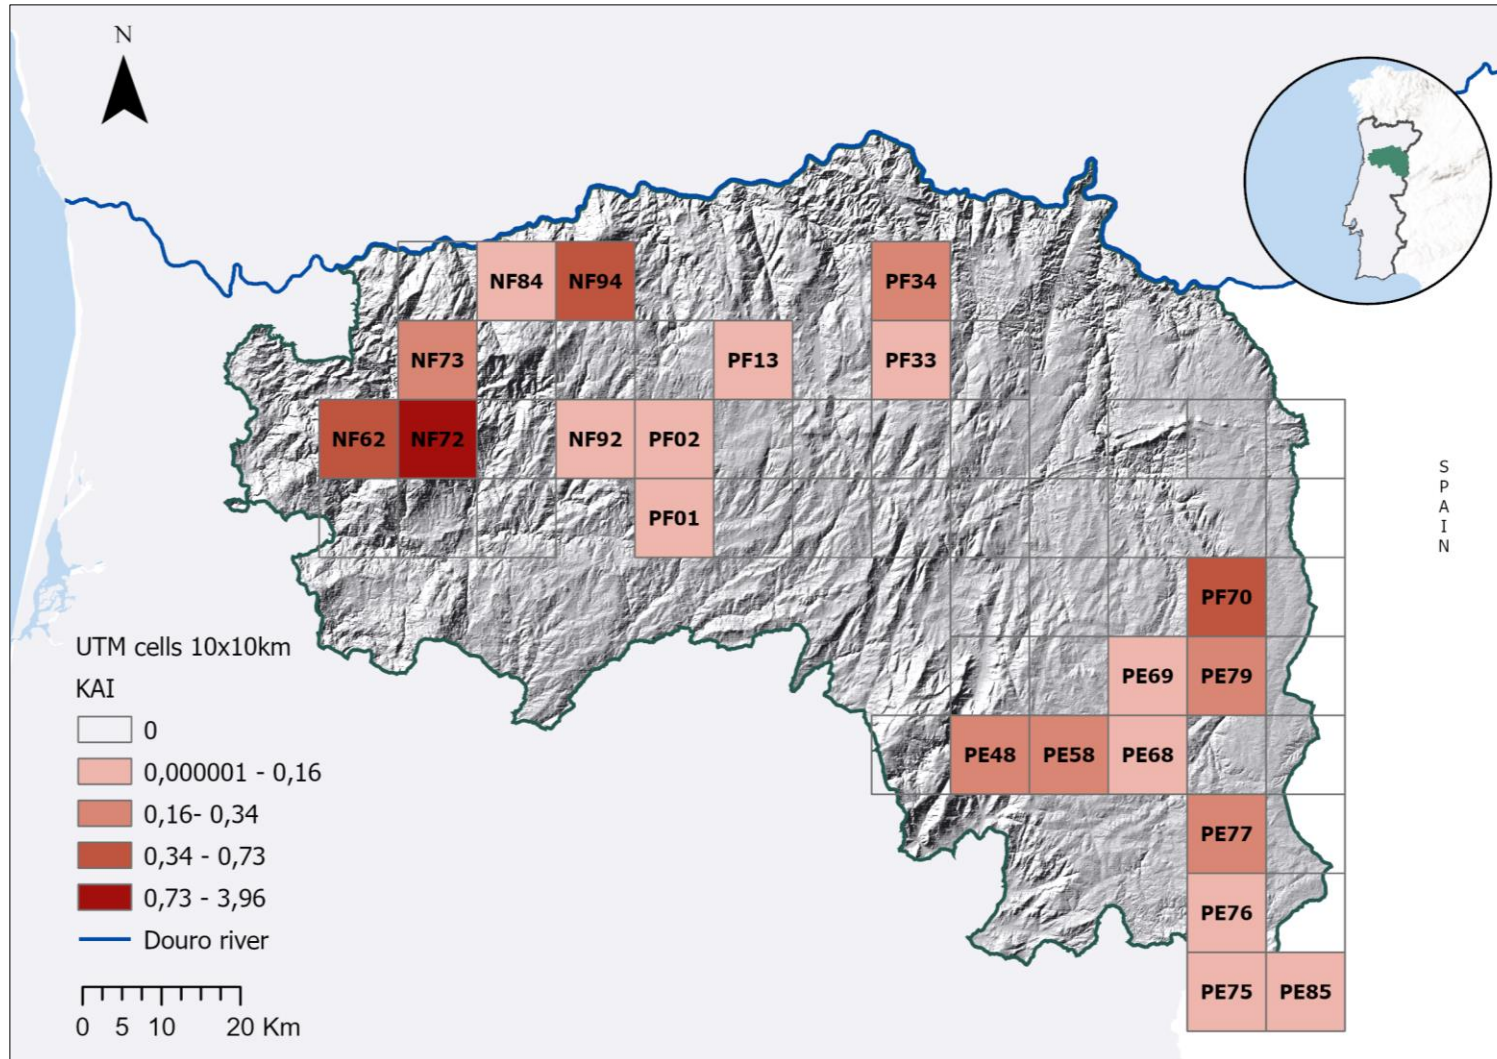 N
NF84
NF94
PF34
NF73
PF13
PF33
NF62
NF72
NF92
PF02
PF01
SPAIN
PF70
PE69
PE79
PE48
PE58
PE68
PE77
PE76
PE75
PE85
UTM cells 10x10km
KAI
0
0,000001 - 0,16
0,16- 0,34
0,34 - 0,73
0,73 - 3,96
Douro river
0 5 10 20 Km